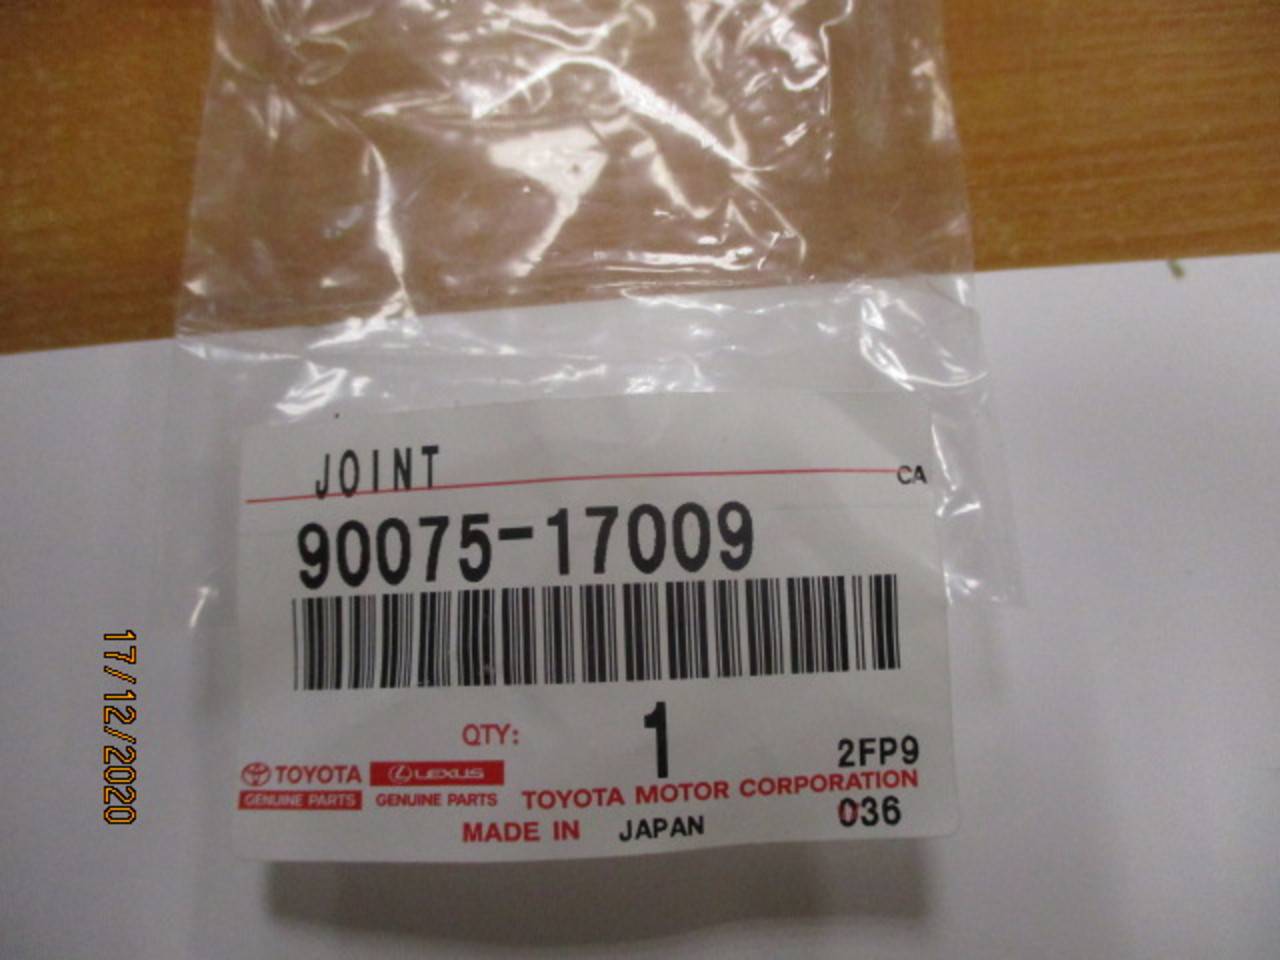 JOINT
CA
90075-17009
QTY: 1
2FP9
TOYOTA LEXUS
GENUINE PARTS GENUINE PARTS
TOYOTA MOTOR CORPORATION
MADE IN JAPAN
036
17/12/2020